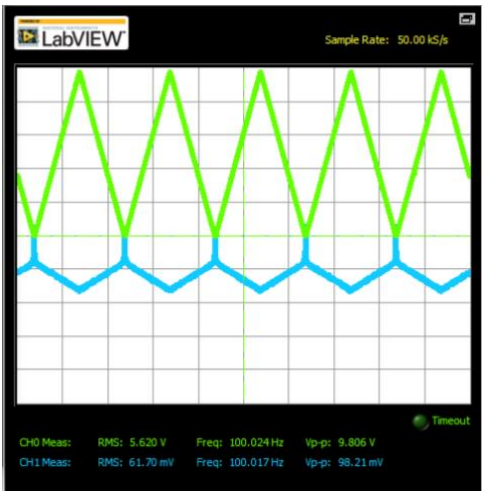 LabVIEW
Sample Rate: 50.00 kS/s
Timeout
CH0 Meas: RMS: 5.620 V Freq: 100.024 Hz Vp-p: 9.806 V
CH1 Meas: RMS: 61.70 mV Freq: 100.017 Hz Vp-p: 98.21 mV